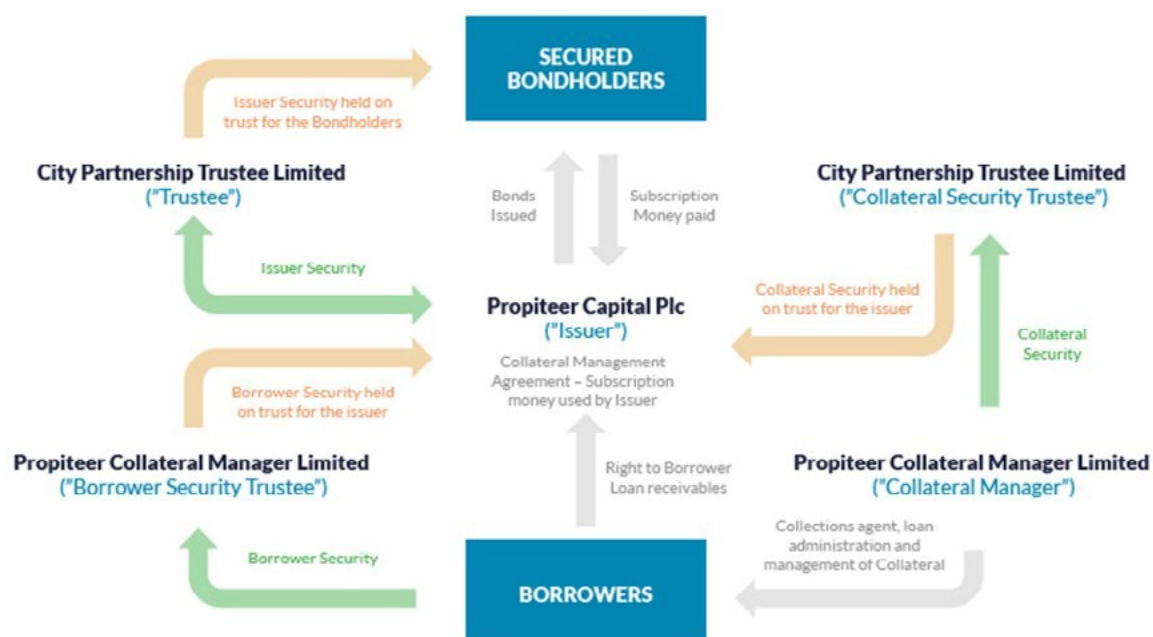 SECURED
BONDHOLDERS
Issuer Security held on
trust for the Bondholders
City Partnership Trustee Limited
("Trustee")
Bonds
Issued
Subscription
Money paid
City Partnership Trustee Limited
("Collateral Security Trustee")
Issuer Security
Propiteer Capital Plc
("Issuer")
Collateral Management
Agreement – Subscription
money used by Issuer
Collateral Security held
on trust for the issuer
Collateral
Security
Borrower Security held
on trust for the issuer
Propiteer Collateral Manager Limited
("Borrower Security Trustee")
Right to Borrower
Loan receivables
Propiteer Collateral Manager Limited
("Collateral Manager")
Collections agent, loan
administration and
management of Collateral
Borrower Security
BORROWERS